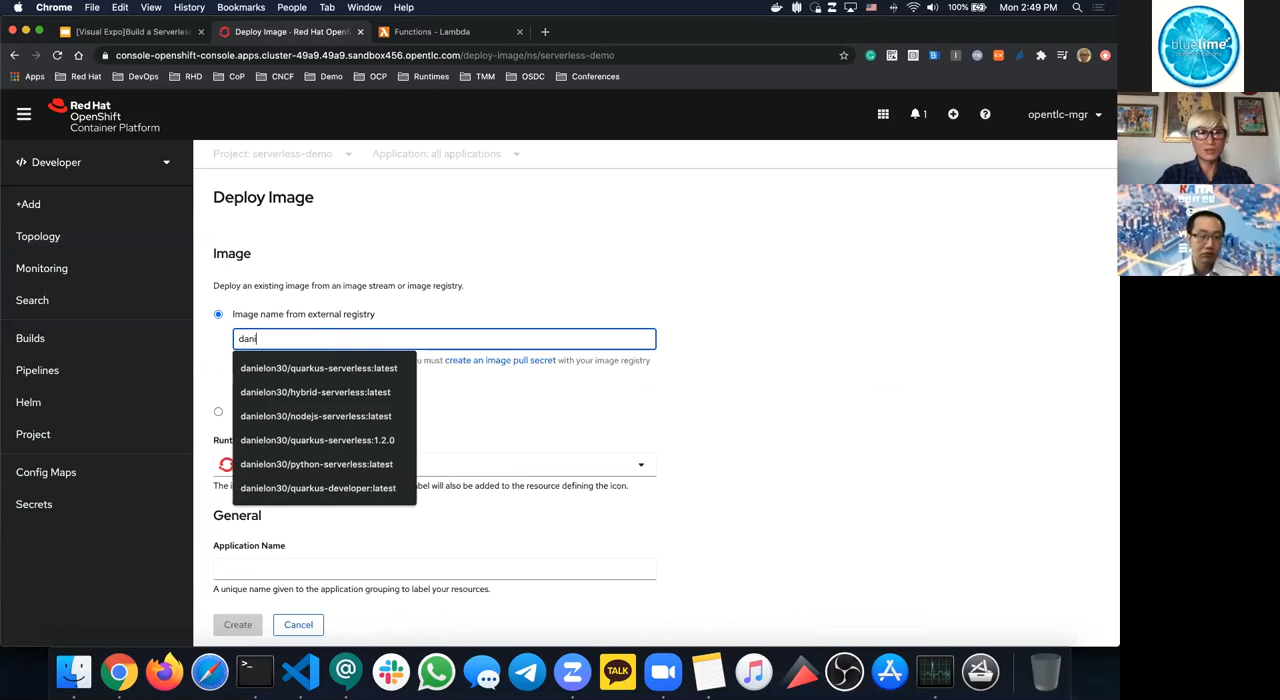 Chrome File Edit View History Bookmarks People Tab Window Help
100% Mon 2:49 PM
[Visual Expo]Build a Serverless
Deploy Image · Red Hat OpenS
Functions - Lambda
console-openshift-console.apps.cluster-49a9.49a9.sandbox456.opentlc.com/deploy-image/ns/serverless-demo
Apps Red Hat DevOps RHD CoP CNCF Demo OCP Runtimes TMM OSDC Conferences
Red Hat
OpenShift
Container Platform
1
opentlc-mgr
Developer
Project: serverless-demo
Application: all applications
+Add
Topology
Monitoring
Search
Builds
Pipelines
Helm
Project
Config Maps
Secrets
Deploy Image
Image
Deploy an existing image from an image stream or image registry.
Image name from external registry
dani
danielon30/quarkus-serverless:latest
danielon30/hybrid-serverless:latest
danielon30/nodejs-serverless:latest
danielon30/quarkus-serverless:1.2.0
danielon30/python-serverless:latest
danielon30/quarkus-developer:latest
must create an image pull secret with your image registry
Runt
The i
abel will also be added to the resource defining the icon.
General
Application Name
A unique name given to the application grouping to label your resources.
Create
Cancel
bluelime
TALK